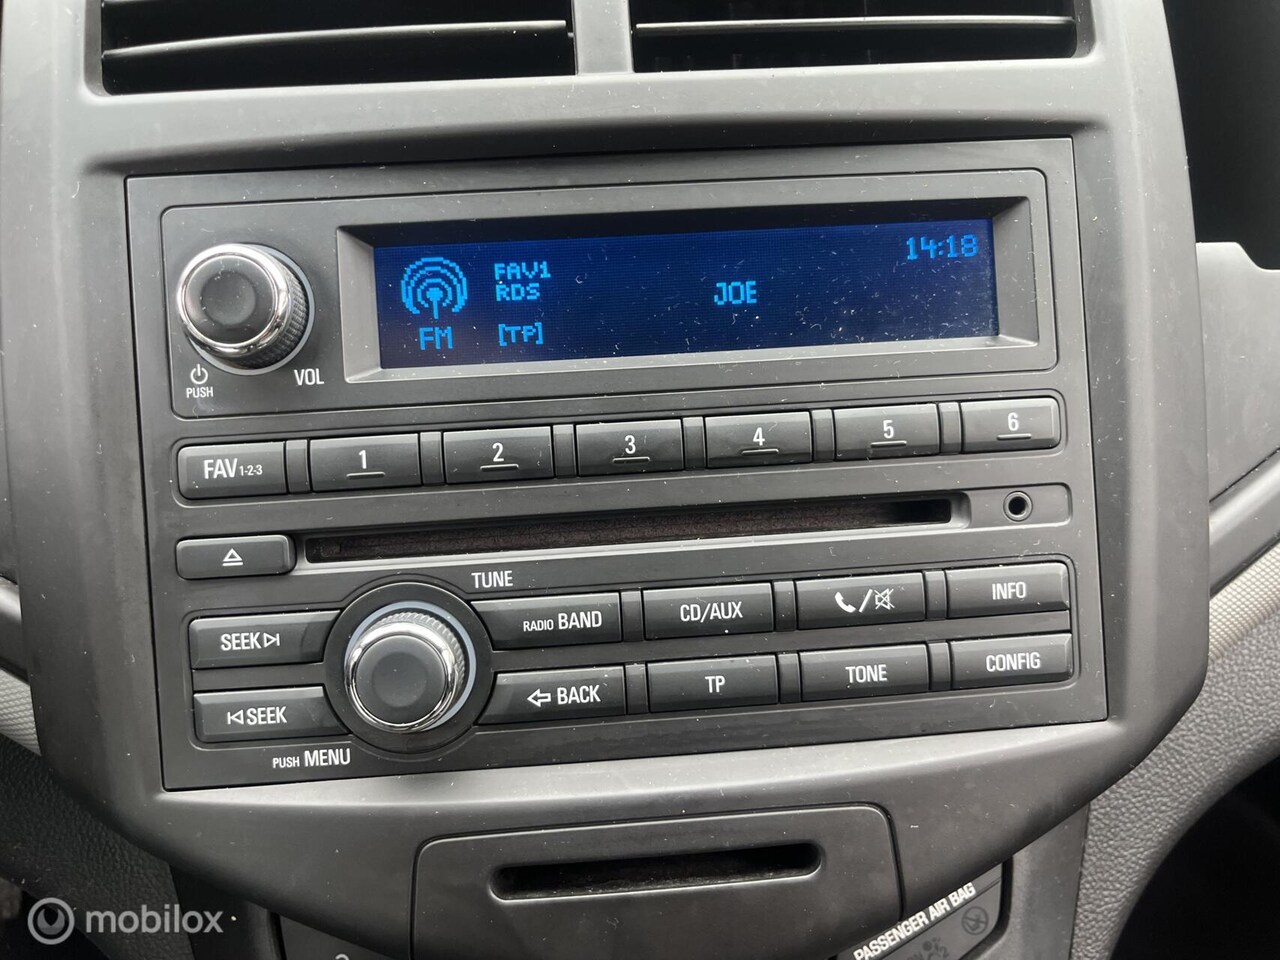 14:18
FAV1
RDS
JOE
FM
[TP]
PUSH
VOL
FAV 1-2-3
1
2
3
4
5
6
TUNE
SEEK
RADIO BAND
CD/AUX
INFO
SEEK
BACK
TP
TONE
CONFIG
PUSH MENU
PASSENGER AIR BAG
mobilox